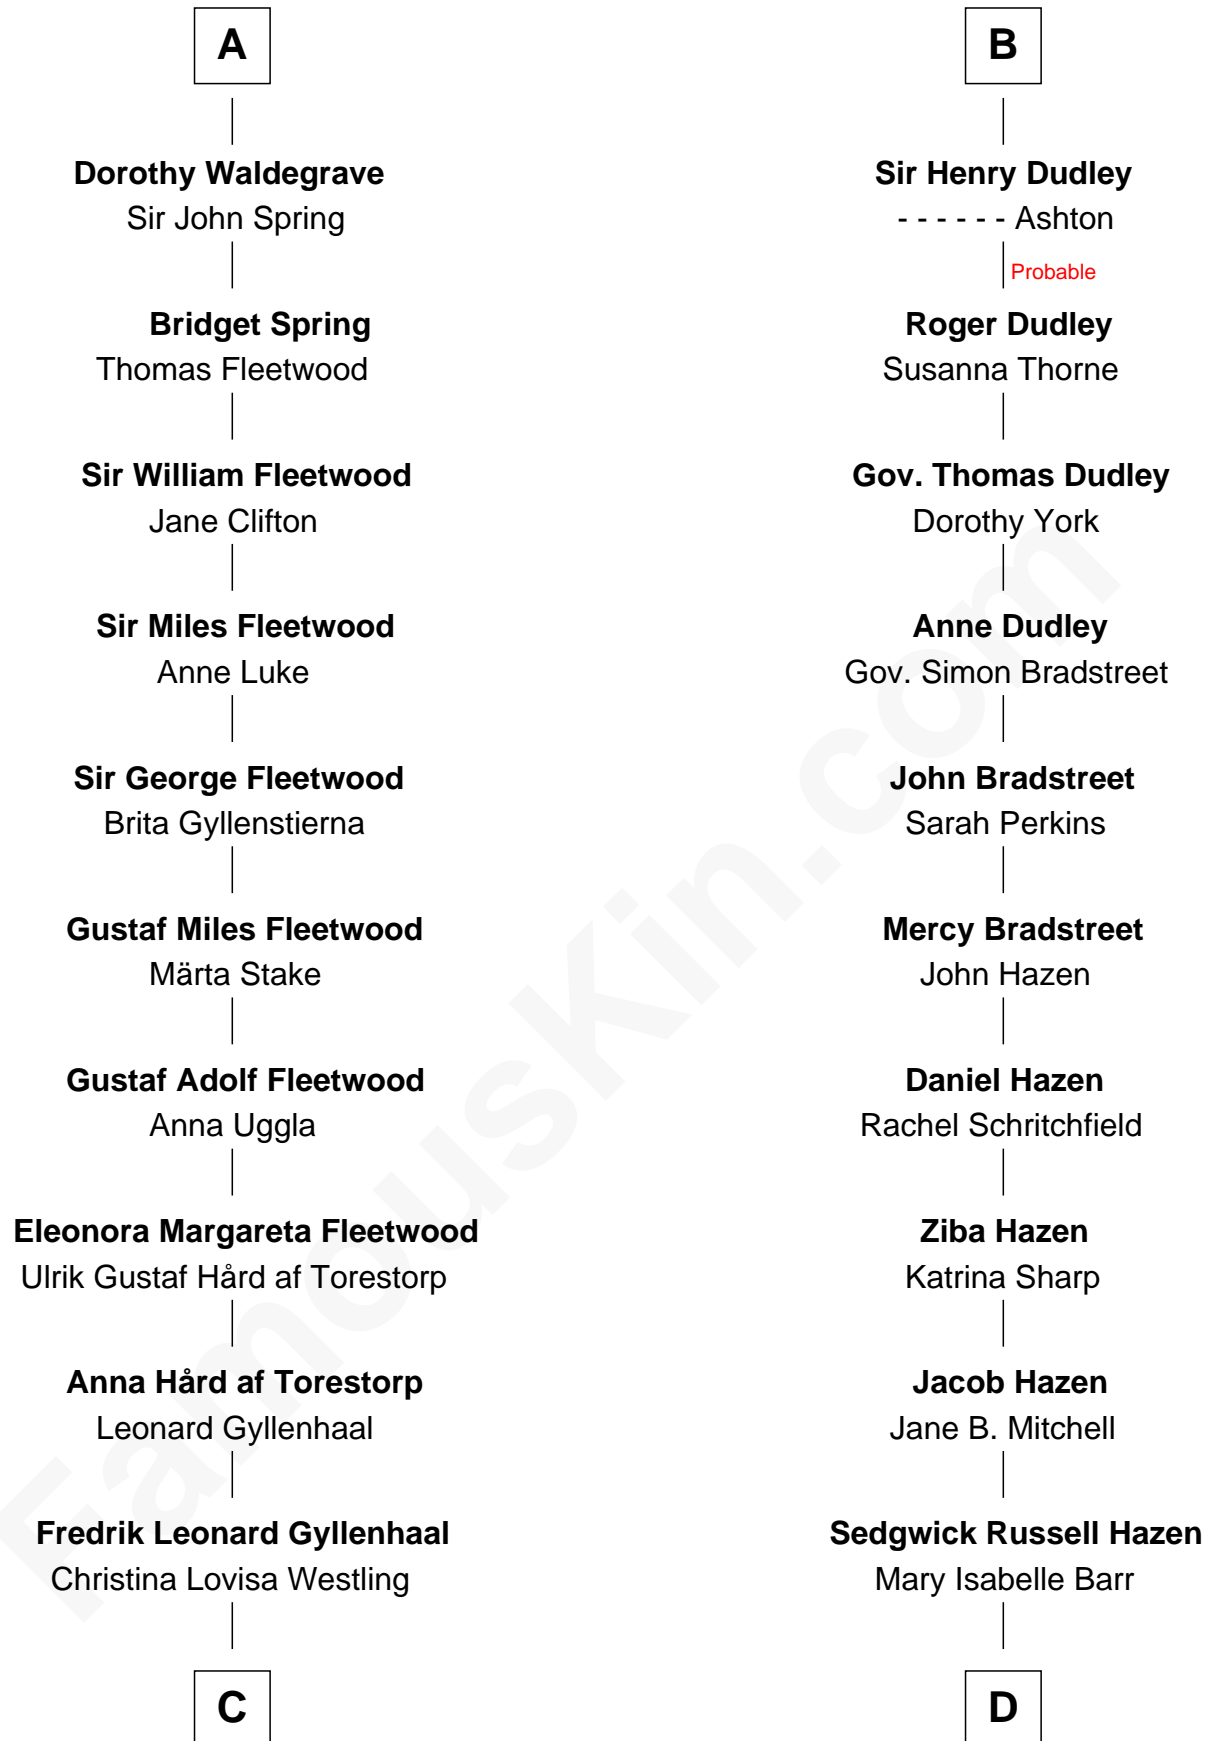 A
Dorothy Waldegrave
Sir John Spring
Bridget Spring
Thomas Fleetwood
Sir William Fleetwood
Jane Clifton
Sir Miles Fleetwood
Anne Luke
Sir George Fleetwood
Brita Gyllenstierna
Gustaf Miles Fleetwood
Märta Stake
Gustaf Adolf Fleetwood
Anna Uggla
Eleonora Margareta Fleetwood
Ulrik Gustaf Hård af Torestorp
Anna Hård af Torestorp
Leonard Gyllenhaal
Fredrik Leonard Gyllenhaal
Christina Lovisa Westling
C
B
Sir Henry Dudley
- - - - - - Ashton
Probable
Roger Dudley
Susanna Thorne
Gov. Thomas Dudley
Dorothy York
Anne Dudley
Gov. Simon Bradstreet
John Bradstreet
Sarah Perkins
Mercy Bradstreet
John Hazen
Daniel Hazen
Rachel Schritchfield
Ziba Hazen
Katrina Sharp
Jacob Hazen
Jane B. Mitchell
Sedgwick Russell Hazen
Mary Isabelle Barr
D
FamousKin.com